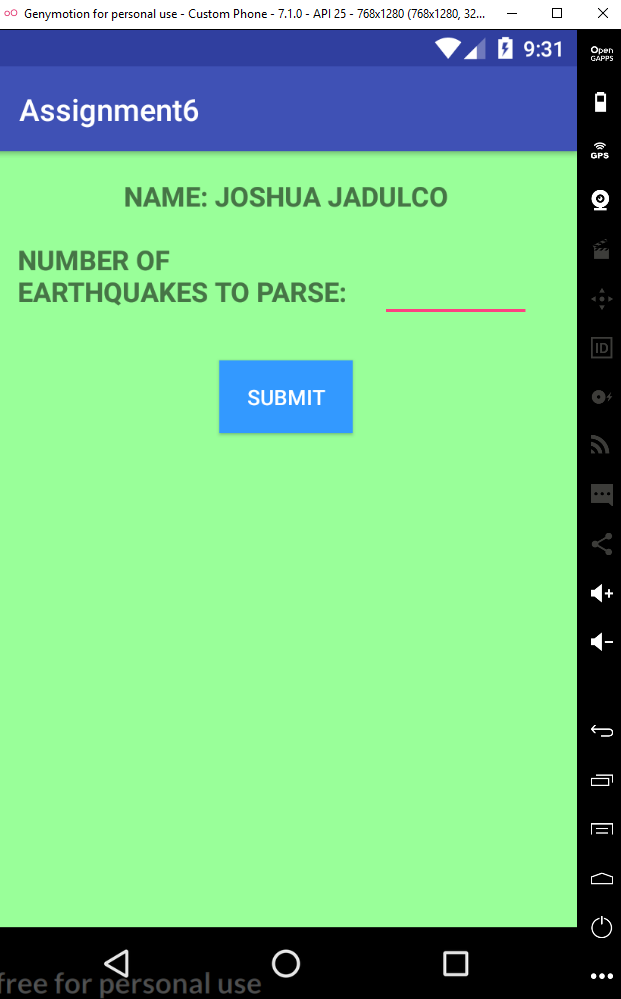 Genymotion for personal use - Custom Phone - 7.1.0 - API 25 - 768x1280 (768x1280, 32...
9:31
Open
GAPPS
Assignment6
GPS
NAME: JOSHUA JADULCO
NUMBER OF
EARTHQUAKES TO PARSE:
ID
SUBMIT
free for personal use